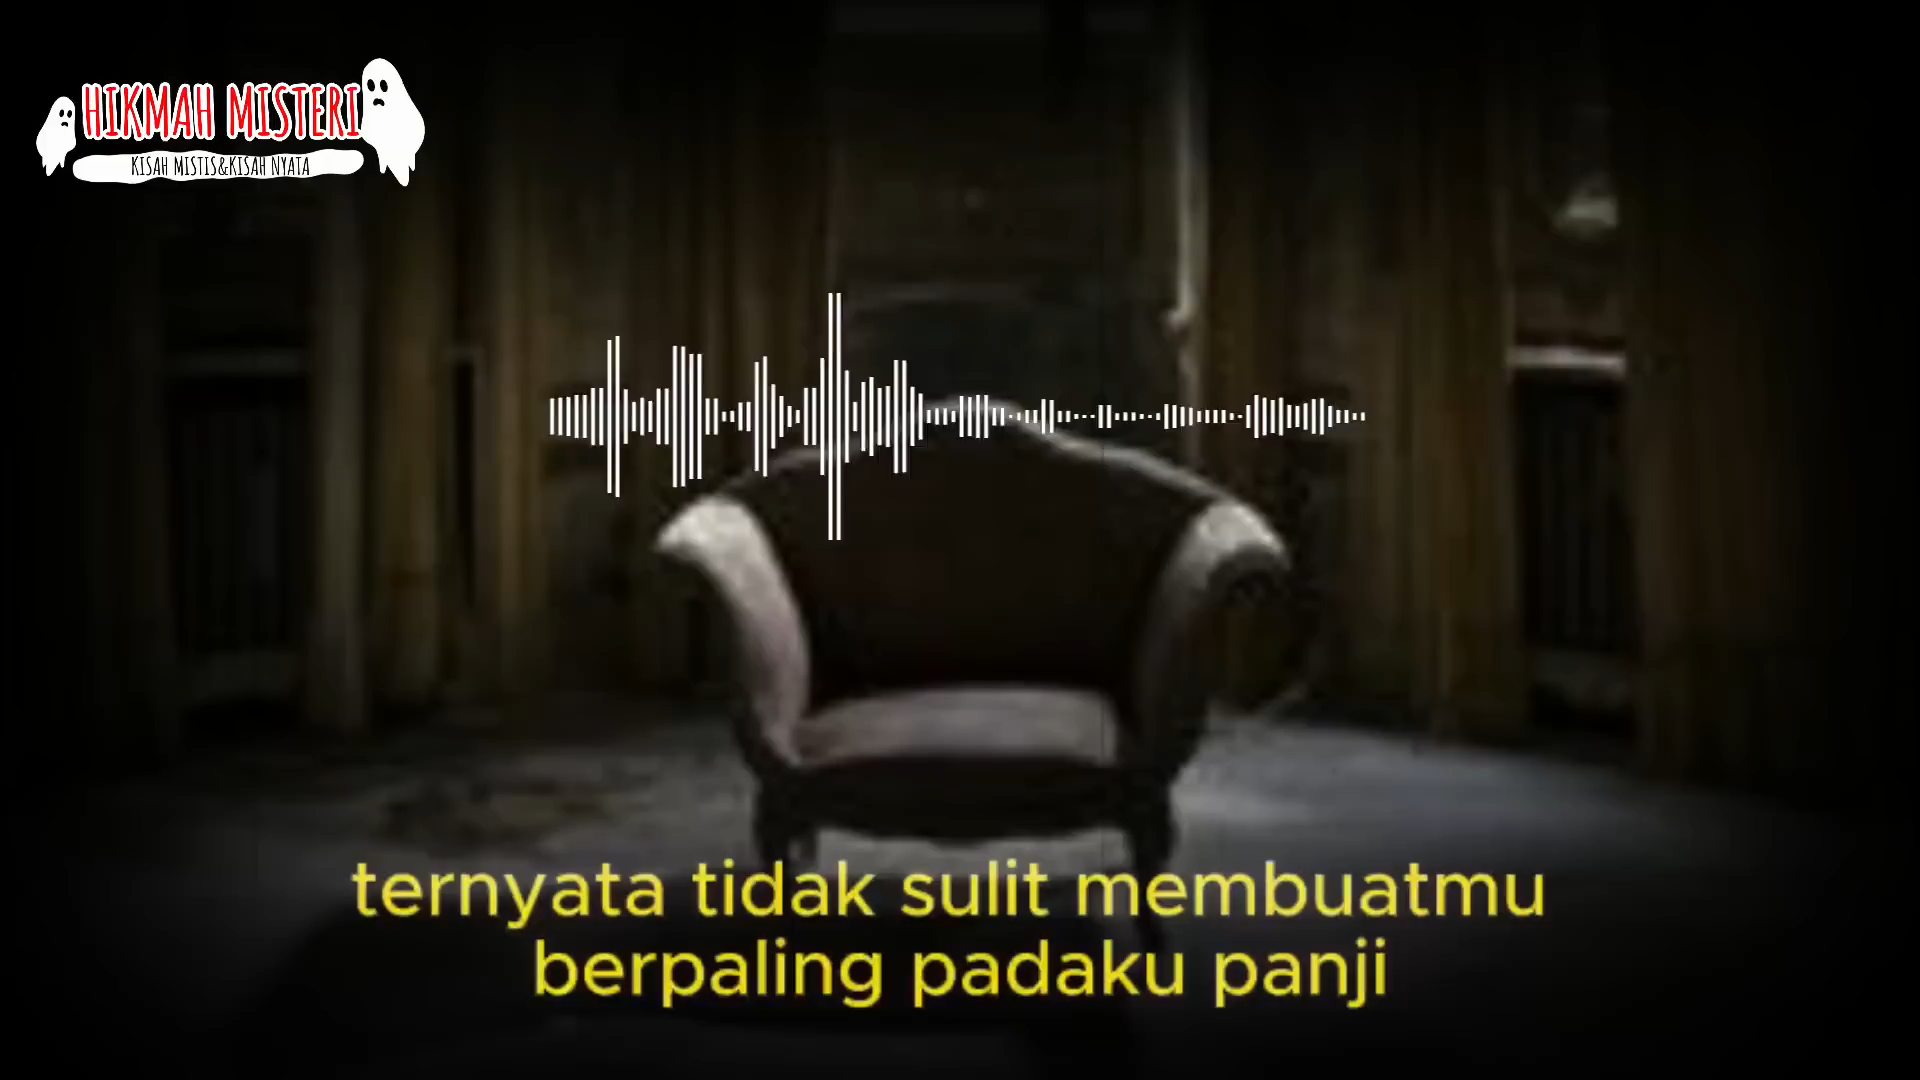 HIKMAH MISTERI
KISAH MISTIS&KISAH NYATA
ternyata tidak sulit membuatmu
berpaling padaku panji